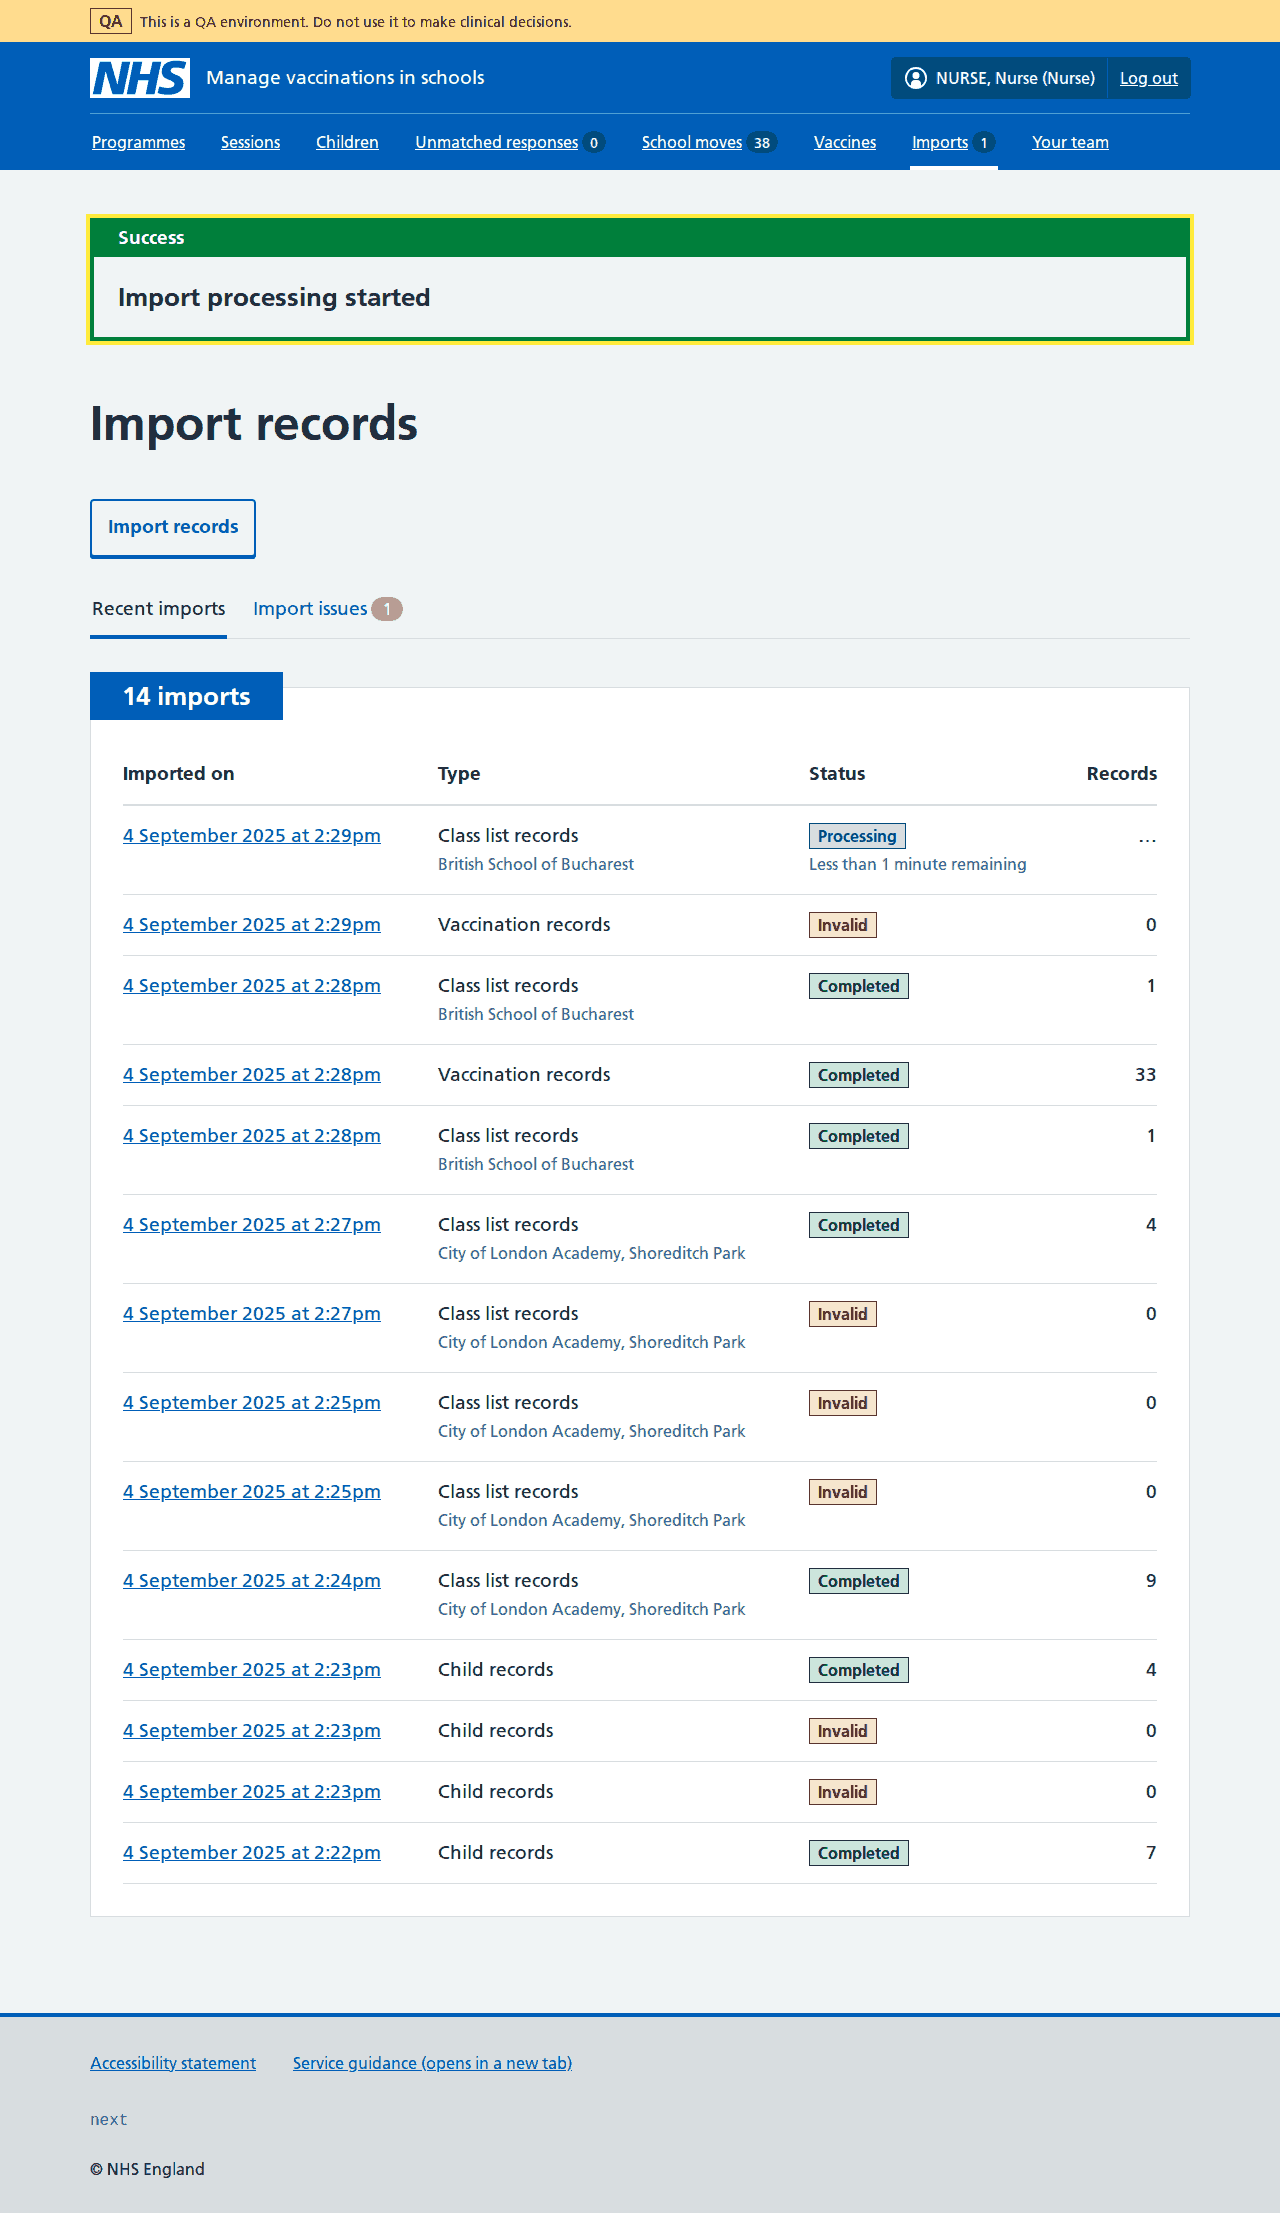 QA This is a QA environment. Do not use it to make clinical decisions.
NHS Manage vaccinations in schools NURSE, Nurse (Nurse) Log out
Programmes Sessions Children Unmatched responses 0 School moves 38 Vaccines Imports 1 Your team
Success
Import processing started
Import records
Import records
Recent imports Import issues 1
14 imports
Imported on Type Status Records
4 September 2025 at 2:29pm Class list records Processing ...
British School of Bucharest Less than 1 minute remaining
4 September 2025 at 2:29pm Vaccination records Invalid 0
4 September 2025 at 2:28pm Class list records Completed 1
British School of Bucharest
4 September 2025 at 2:28pm Vaccination records Completed 33
4 September 2025 at 2:28pm Class list records Completed 1
British School of Bucharest
4 September 2025 at 2:27pm Class list records Completed 4
City of London Academy, Shoreditch Park
4 September 2025 at 2:27pm Class list records Invalid 0
City of London Academy, Shoreditch Park
4 September 2025 at 2:25pm Class list records Invalid 0
City of London Academy, Shoreditch Park
4 September 2025 at 2:25pm Class list records Invalid 0
City of London Academy, Shoreditch Park
4 September 2025 at 2:24pm Class list records Completed 9
City of London Academy, Shoreditch Park
4 September 2025 at 2:23pm Child records Completed 4
4 September 2025 at 2:23pm Child records Invalid 0
4 September 2025 at 2:23pm Child records Invalid 0
4 September 2025 at 2:22pm Child records Completed 7
Accessibility statement Service guidance (opens in a new tab)
next
© NHS England